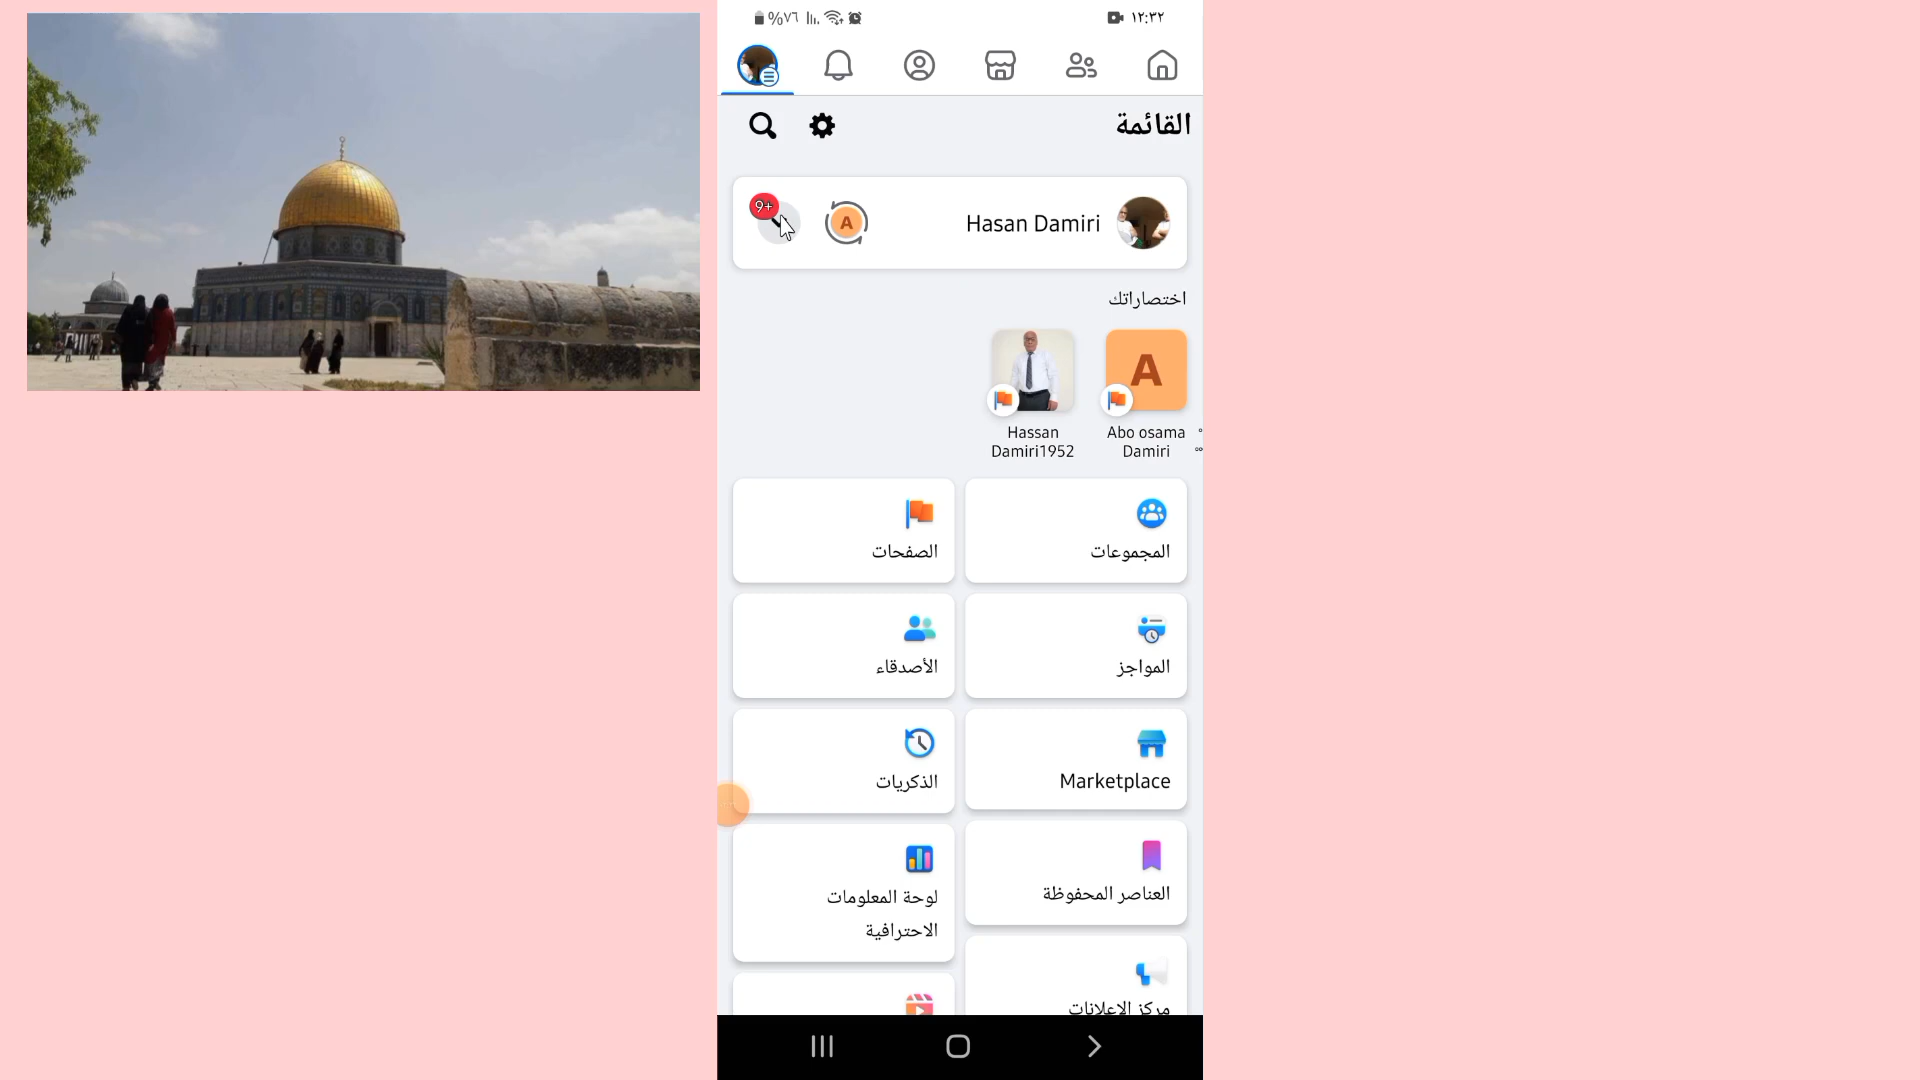 %٧٦ ١٢:٣٢
القائمة
Hasan Damiri A 9+
اختصاراتك
A
Abo osama
Damiri
Hassan
Damiri1952
المجموعات
الصفحات
المواجز
الأصدقاء
Marketplace
الذكريات
العناصر المحفوظة
لوحة المعلومات
الاحترافية
مركز الإعلانات